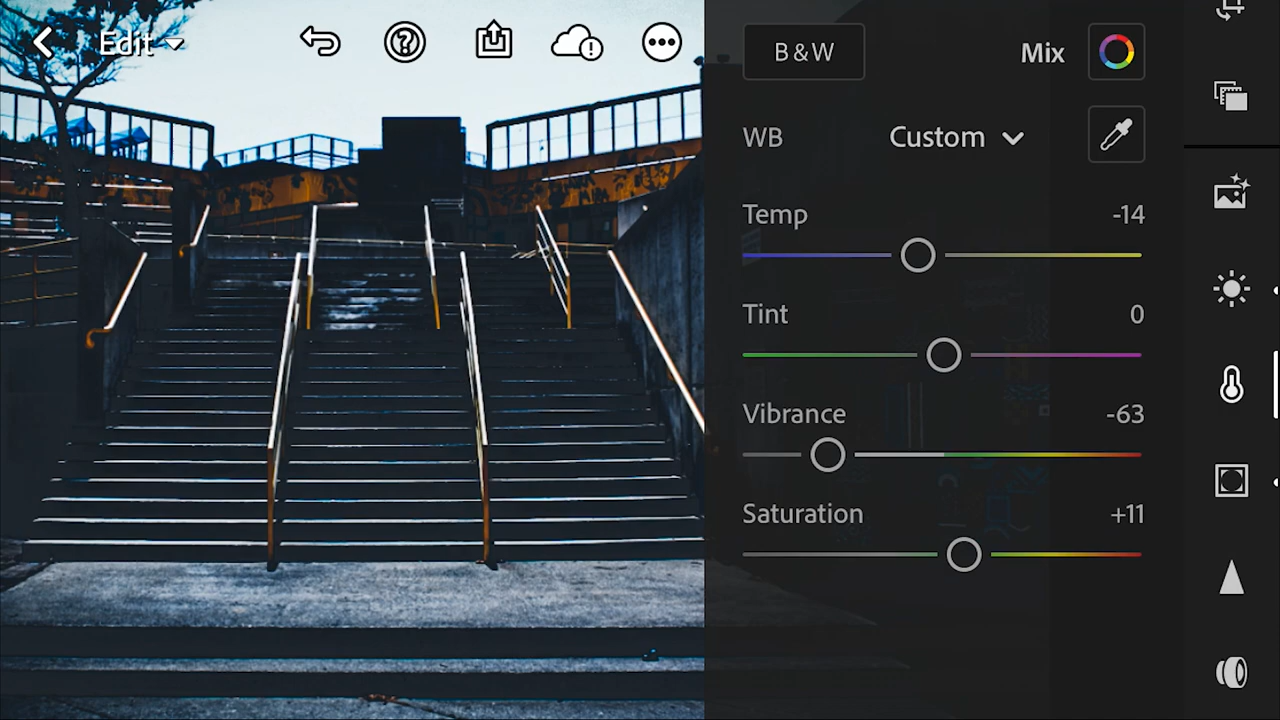 Edit
B&W
Mix
WB
Custom
Temp
-14
Tint
0
Vibrance
-63
Saturation
+11